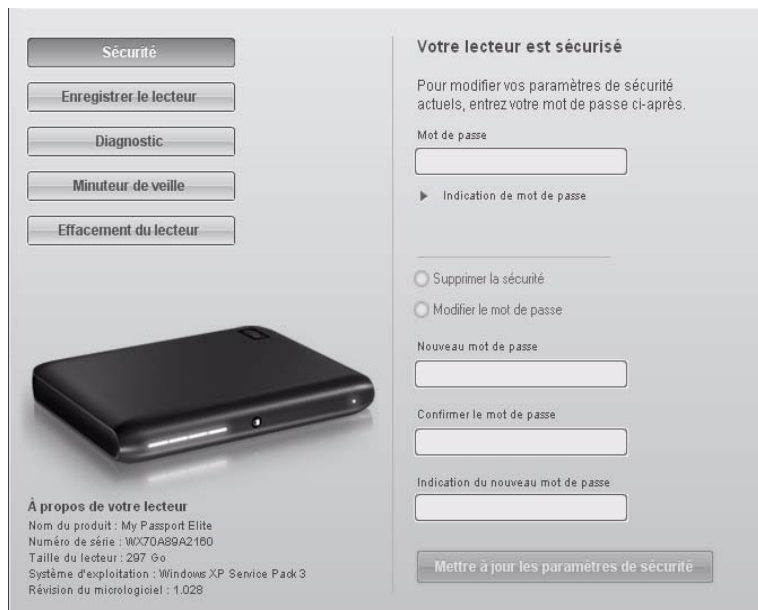 Sécurité
Enregistrer le lecteur
Diagnostic
Minuteur de veille
Effacement du lecteur
À propos de votre lecteur
Nom du produit : My Passport Elite
Numéro de série : WX70A89A2160
Taille du lecteur : 297 Go
Système d'exploitation : Windows XP Service Pack 3
Révision du micrologiciel : 1.028
Votre lecteur est sécurisé
Pour modifier vos paramètres de sécurité
actuels, entrez votre mot de passe ci-après.
Mot de passe
Indication de mot de passe
Supprimer la sécurité
Modifier le mot de passe
Nouveau mot de passe
Confirmer le mot de passe
Indication du nouveau mot de passe
Mettre à jour les paramètres de sécurité